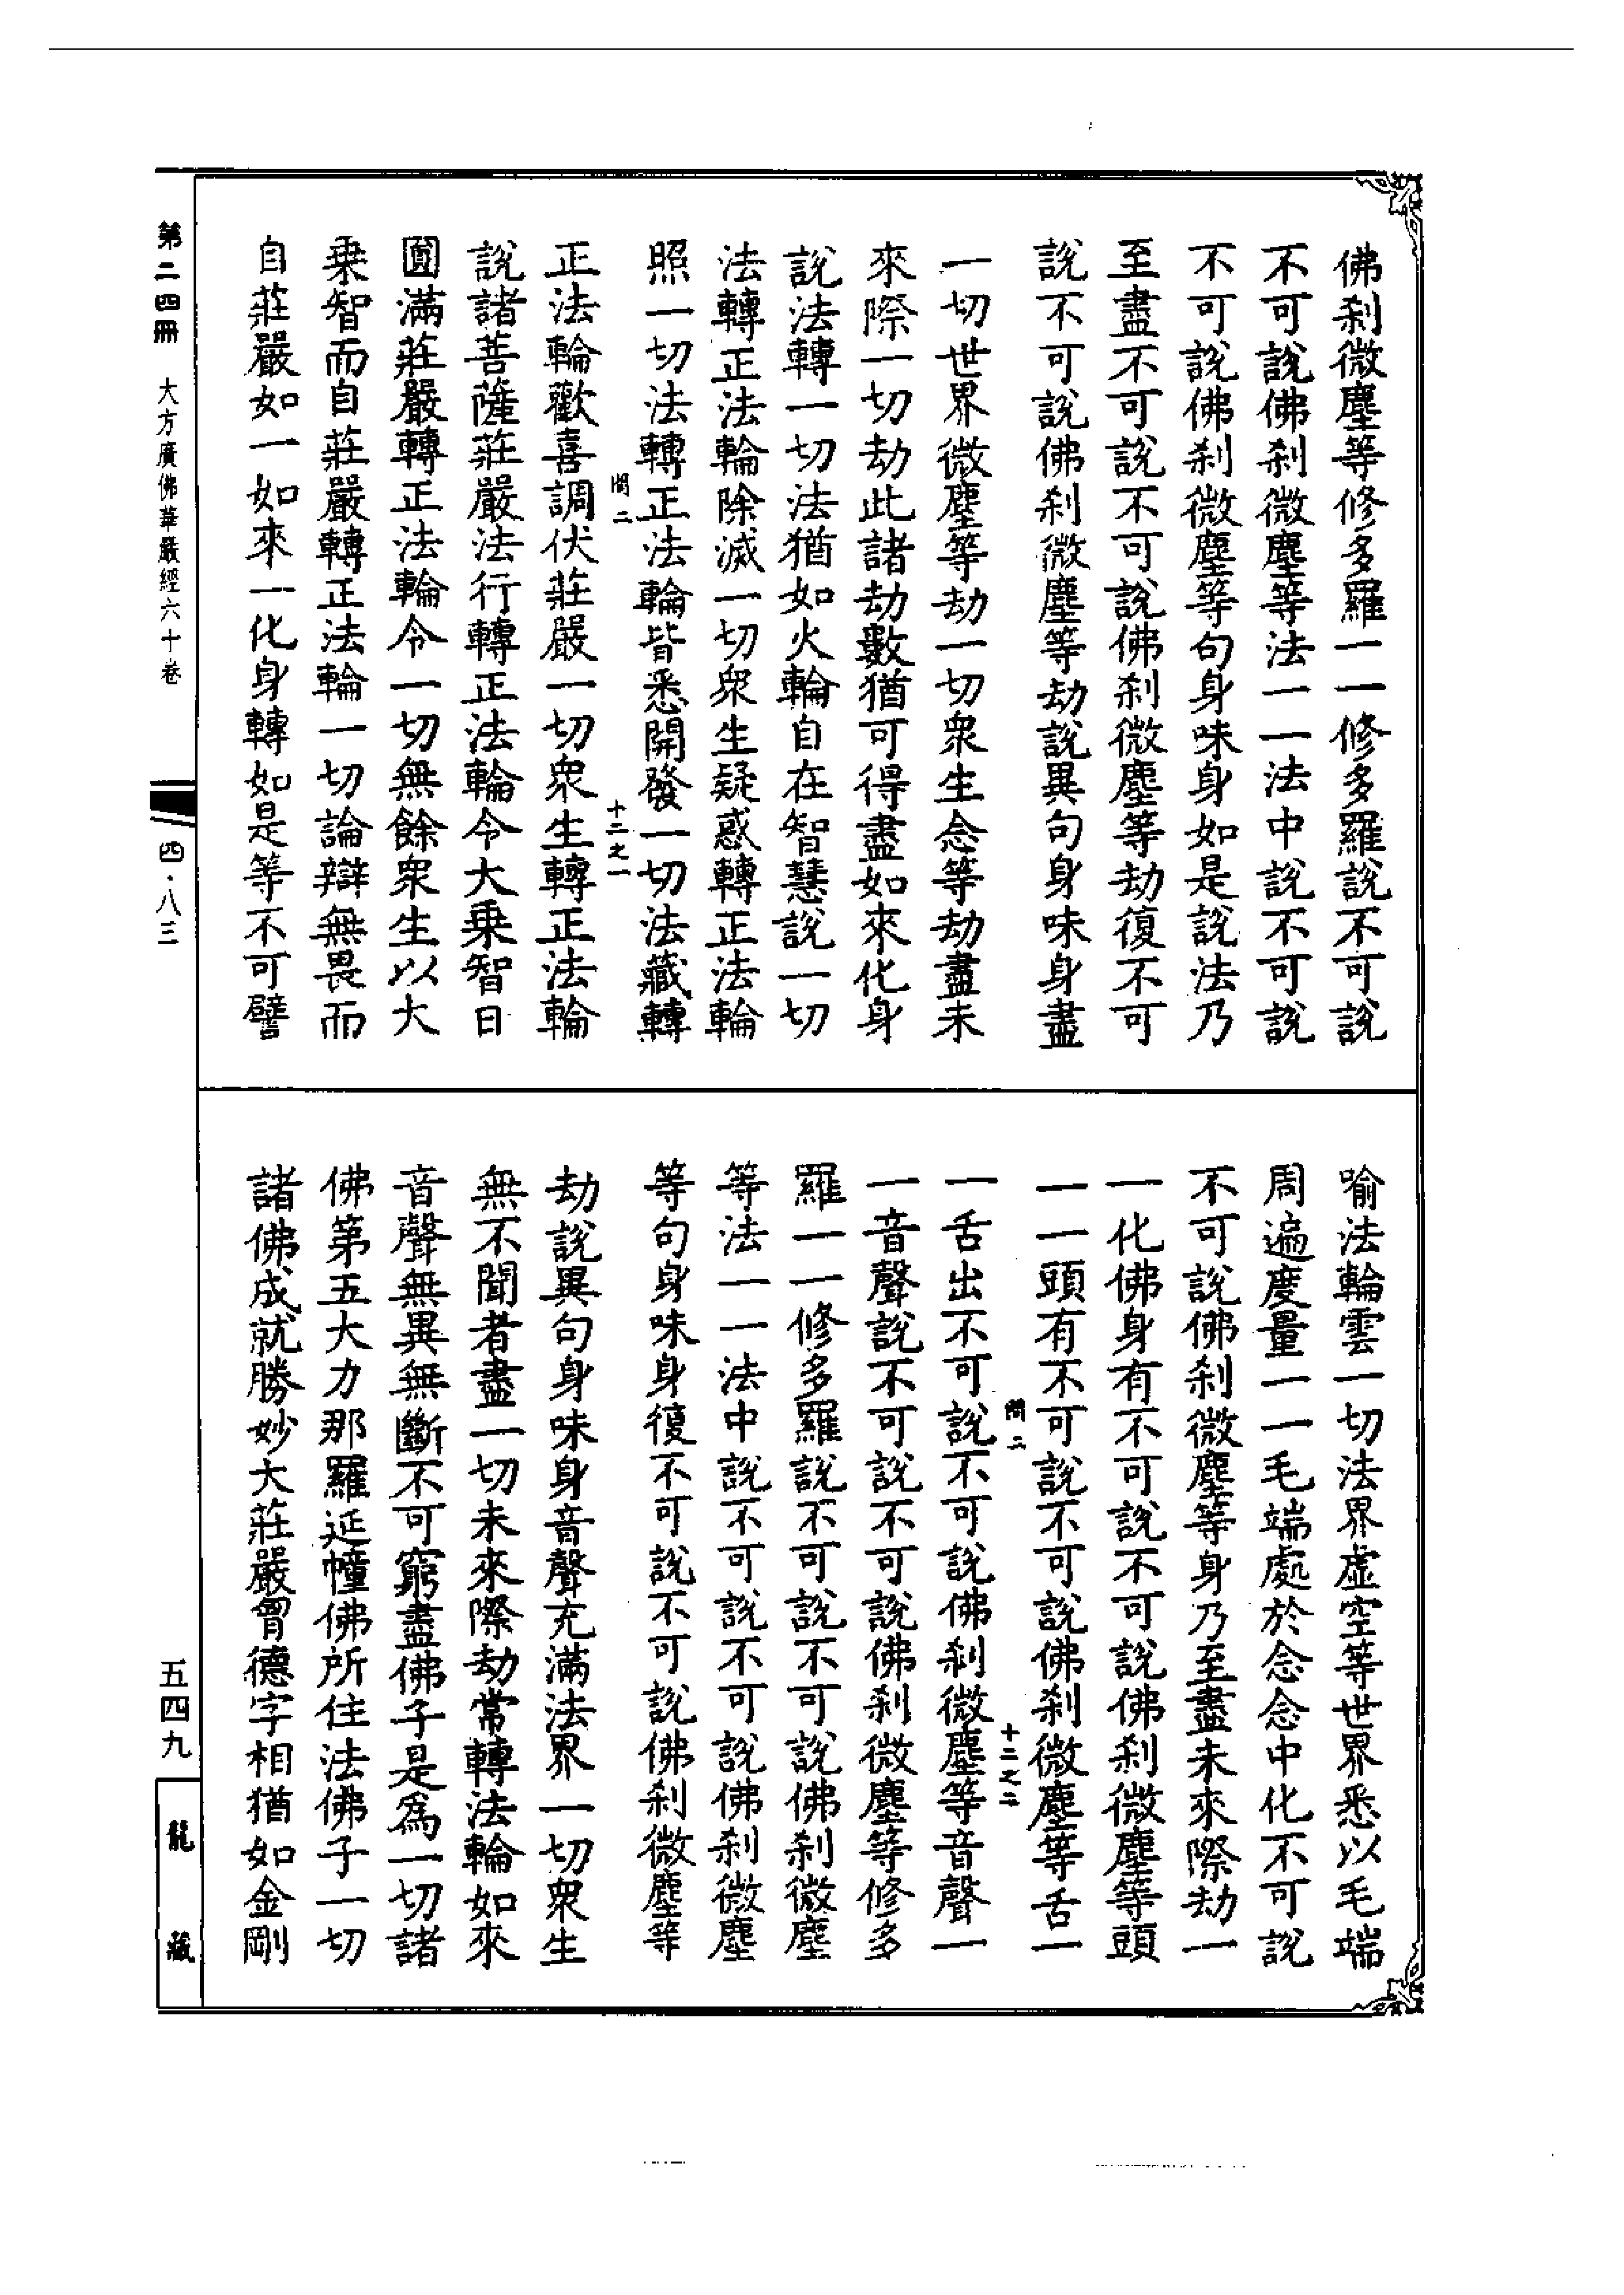 佛刹微塵等修多羅一一修多羅說不可說
不可說佛刹微塵等法一一法中說不可說
不可說佛刹微塵等句身味身如是說法乃
至盡不可說不可說佛刹微塵等劫復不可
說不可說佛刹微塵等劫說異句身味身盡
一切世界微塵等劫一切衆生念等劫盡未
來際一切劫此諸劫數猶可得盡如來化身
說法轉一切法猶如火輪自在智慧說一切
法轉正法輪除滅一切衆生疑惑轉正法輪
照一切法轉正法輪皆悉開發一切法藏轉
問二
十二之一
正法輪歡喜調伏莊嚴一切衆生轉正法輪
說諸菩薩莊嚴法行轉正法輪令大乗智日
圓滿莊嚴轉正法輪令一切無餘衆生以大
乗智而自莊嚴轉正法輪一切論辯無畏而
自莊嚴如一如來一化身轉如是等不可譬
喻法輪雲一切法界虛空等世界悉以毛端
周遍度量一一毛端處於念念中化不可說
不可說佛刹微塵等身乃至盡未來際劫一
一化佛身有不可說不可說佛刹微塵等頭
一一頭有不可說不可說佛刹微塵等舌一
問二
十二之二
一舌出不可說不可說佛刹微塵等音聲一
一音聲說不可說不可說佛刹微塵等修多
羅一一修多羅說不可說不可說佛刹微塵
等法一一法中說不可說不可說佛刹微塵
等句身味身復不可說不可說佛刹微塵等
劫說異句身味身音聲充滿法界一切衆生
無不聞者盡一切未來際劫常轉法輪如來
音聲無異無斷不可窮盡佛子是爲一切諸
佛第五大力那羅延幢佛所住法佛子一切
諸佛成就勝妙大莊嚴胷德字相猶如金剛
第二四冊
大方廣佛華嚴經六十卷
四·八三
五四九
龍藏